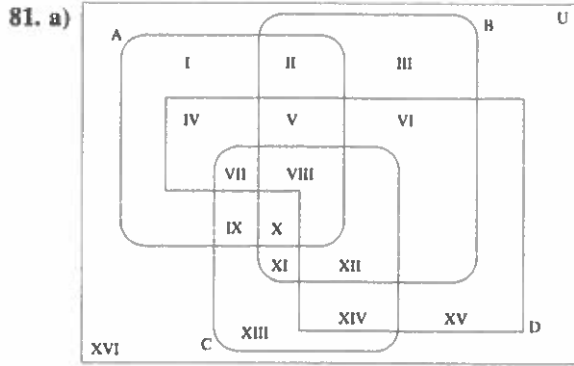 81. a)
U
A
B
I II III
IV V VI
VII VIII
IX X
XI XII
XIV XV
C XIII D
XVI